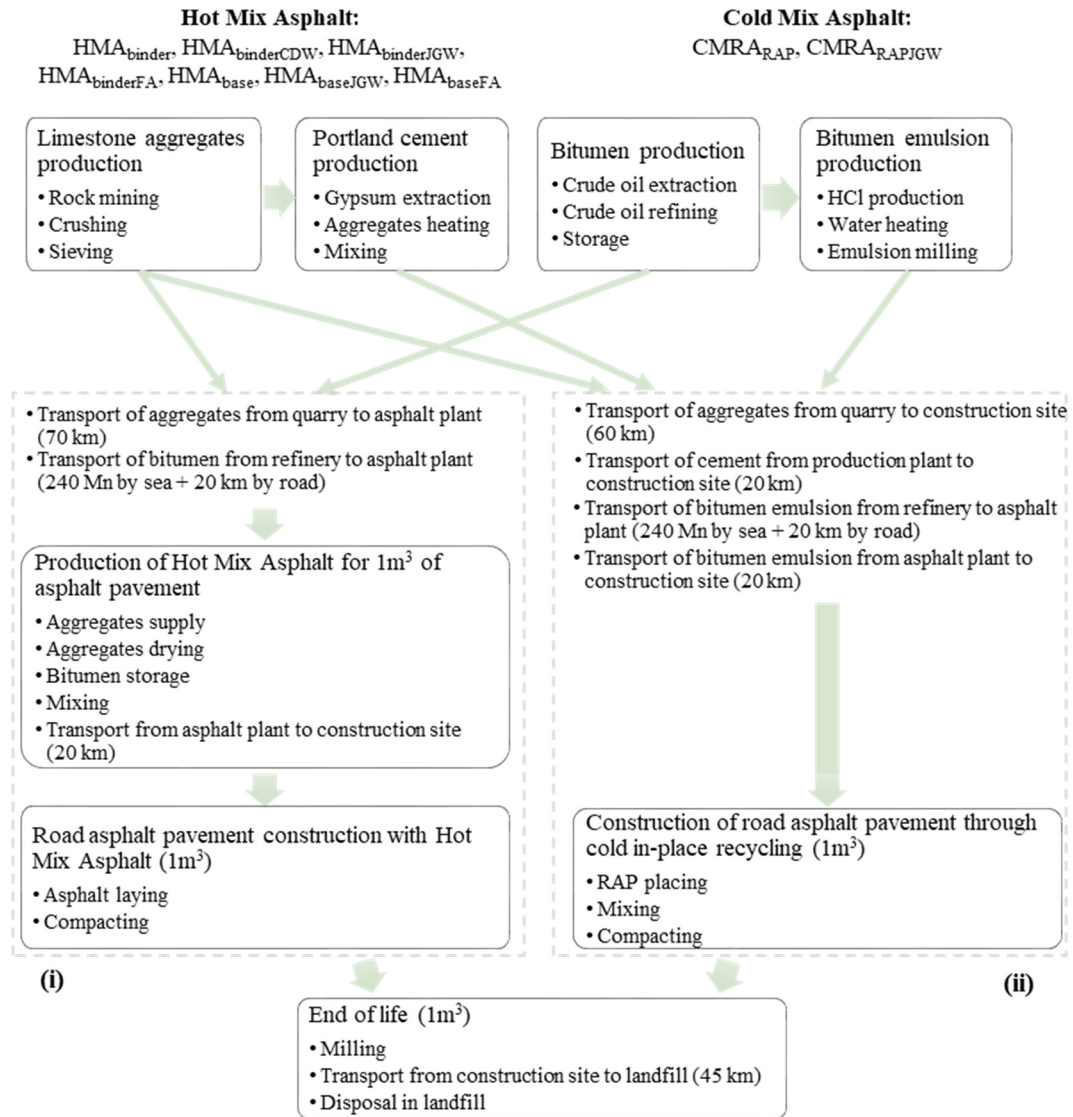 Hot Mix Asphalt:
HMAbinder, HMAbinderCDW, HMAbinderJGW,
HMAbinderFA, HMAbase, HMAbaseJGW, HMAbaseFA
Cold Mix Asphalt:
CMRARAP, CMRARAPJGW
Limestone aggregates
production
• Rock mining
• Crushing
• Sieving
Portland cement
production
• Gypsum extraction
• Aggregates heating
• Mixing
Bitumen production
• Crude oil extraction
• Crude oil refining
• Storage
Bitumen emulsion
production
• HCl production
• Water heating
• Emulsion milling
• Transport of aggregates from quarry to asphalt plant
(70 km)
• Transport of bitumen from refinery to asphalt plant
(240 Mn by sea + 20 km by road)
Production of Hot Mix Asphalt for 1m³ of
asphalt pavement
• Aggregates supply
• Aggregates drying
• Bitumen storage
• Mixing
• Transport from asphalt plant to construction site
(20 km)
Road asphalt pavement construction with Hot
Mix Asphalt (1m³)
• Asphalt laying
• Compacting
(i)
• Transport of aggregates from quarry to construction site
(60 km)
• Transport of cement from production plant to
construction site (20 km)
• Transport of bitumen emulsion from refinery to asphalt
plant (240 Mn by sea + 20 km by road)
• Transport of bitumen emulsion from asphalt plant to
construction site (20 km)
Construction of road asphalt pavement through
cold in-place recycling (1m³)
• RAP placing
• Mixing
• Compacting
(ii)
End of life (1m³)
• Milling
• Transport from construction site to landfill (45 km)
• Disposal in landfill